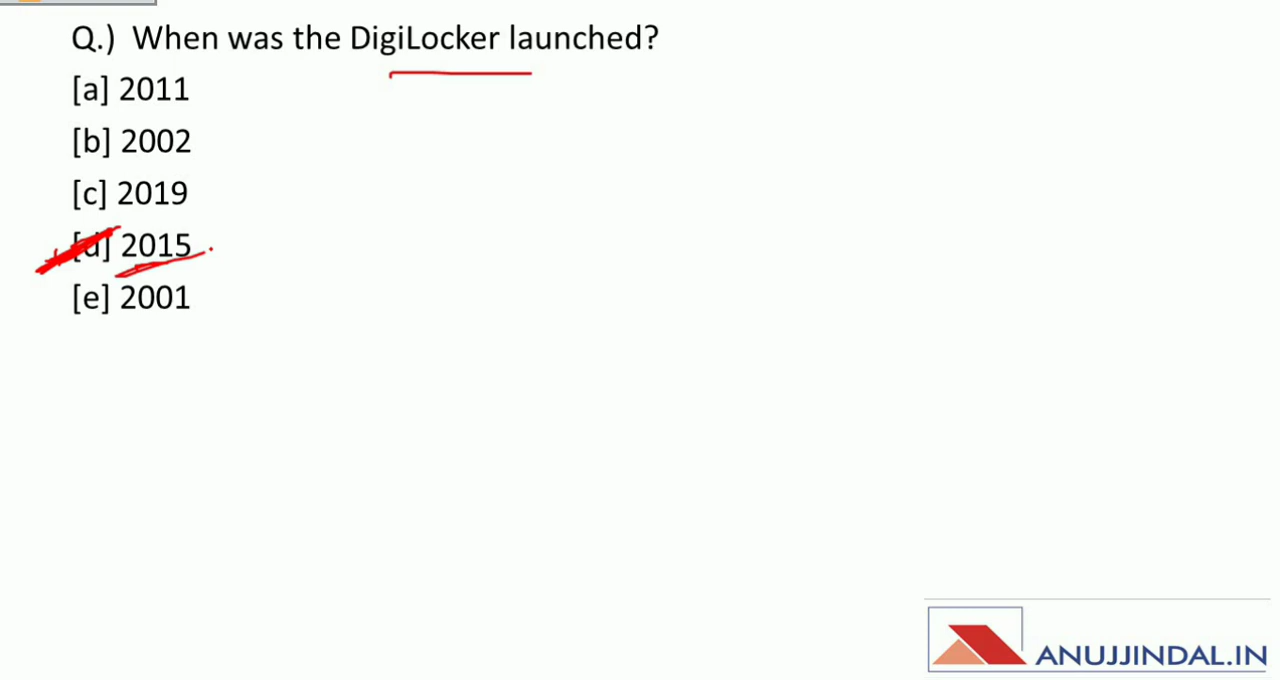 Q.) When was the DigiLocker launched?
[a] 2011
[b] 2002
[c] 2019
[d] 2015
[e] 2001
ANUJJINDAL.IN